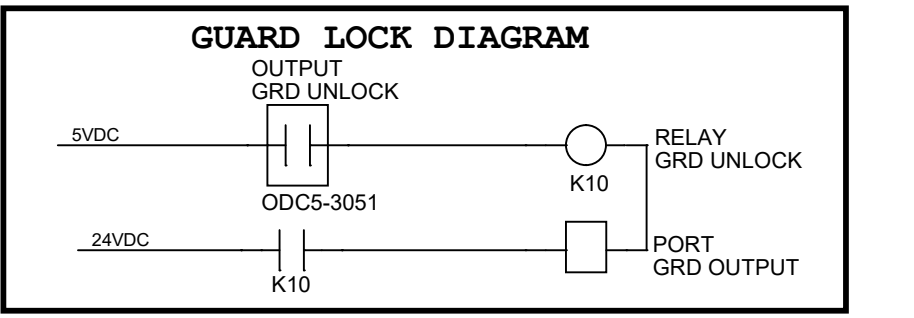 GUARD LOCK DIAGRAM
OUTPUT
GRD UNLOCK
5VDC
RELAY
GRD UNLOCK
K10
ODC5-3051
24VDC
PORT
GRD OUTPUT
K10